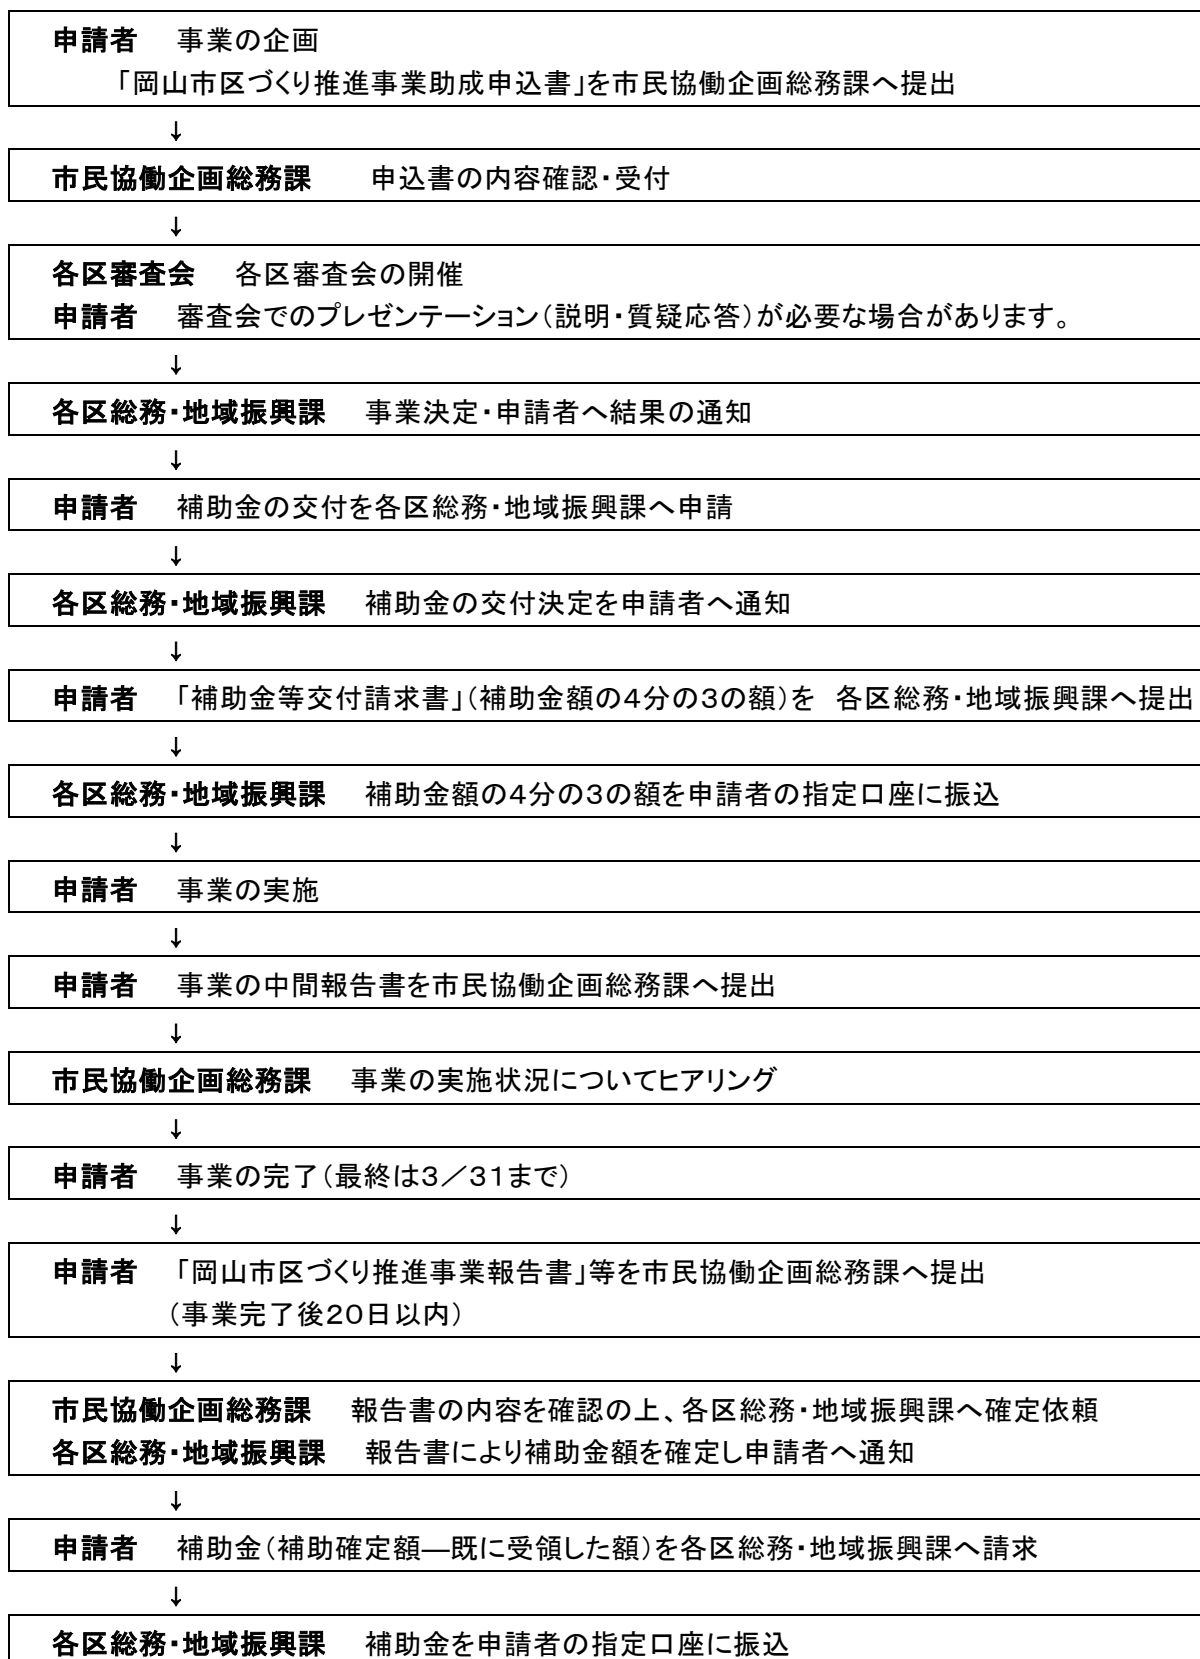 申請者 事業の企画
「岡山市区づくり推進事業助成申込書」を市民協働企画総務課へ提出
↓
市民協働企画総務課 申込書の内容確認・受付
↓
各区審査会 各区審査会の開催
申請者 審査会でのプレゼンテーション(説明・質疑応答)が必要な場合があります。
↓
各区総務・地域振興課 事業決定・申請者へ結果の通知
↓
申請者 補助金の交付を各区総務・地域振興課へ申請
↓
各区総務・地域振興課 補助金の交付決定を申請者へ通知
↓
申請者 「補助金等交付請求書」(補助金額の4分の3の額)を 各区総務・地域振興課へ提出
↓
各区総務・地域振興課 補助金額の4分の3の額を申請者の指定口座に振込
↓
申請者 事業の実施
↓
申請者 事業の中間報告書を市民協働企画総務課へ提出
↓
市民協働企画総務課 事業の実施状況についてヒアリング
↓
申請者 事業の完了(最終は3/31まで)
↓
申請者 「岡山市区づくり推進事業報告書」等を市民協働企画総務課へ提出
(事業完了後20日以内)
↓
市民協働企画総務課 報告書の内容を確認の上、各区総務・地域振興課へ確定依頼
各区総務・地域振興課 報告書により補助金額を確定し申請者へ通知
↓
申請者 補助金(補助確定額―既に受領した額)を各区総務・地域振興課へ請求
↓
各区総務・地域振興課 補助金を申請者の指定口座に振込